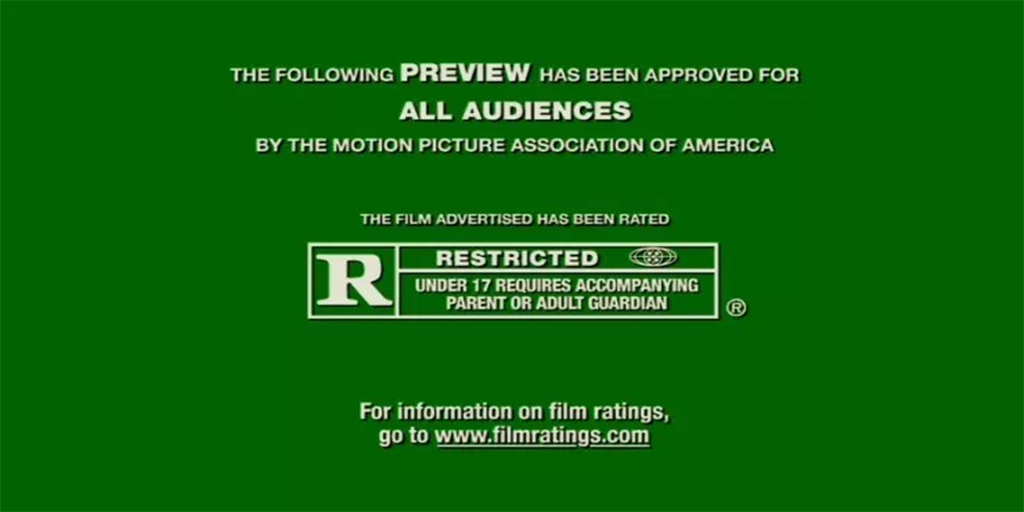 THE FOLLOWING PREVIEW HAS BEEN APPROVED FOR
ALL AUDIENCES
BY THE MOTION PICTURE ASSOCIATION OF AMERICA
THE FILM ADVERTISED HAS BEEN RATED
R
RESTRICTED
UNDER 17 REQUIRES ACCOMPANYING
PARENT OR ADULT GUARDIAN
®
For information on film ratings,
go to www.filmratings.com